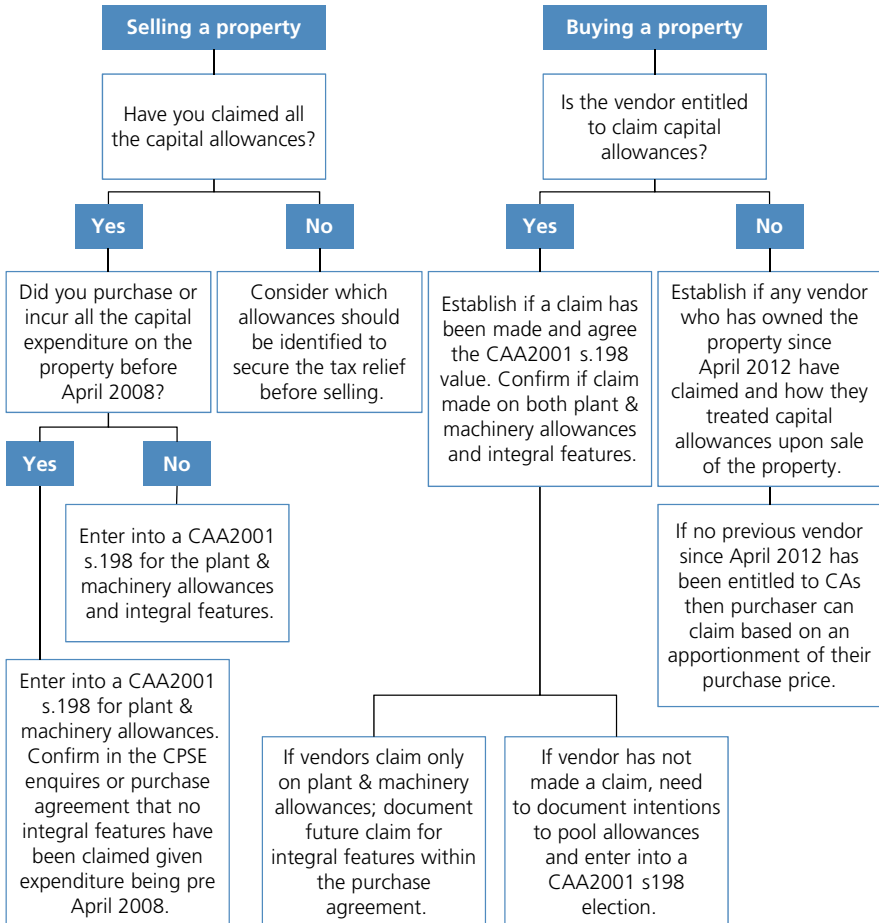 Selling a property
Have you claimed all
the capital allowances?
Yes
No
Did you purchase or
incur all the capital
expenditure on the
property before
April 2008?
Consider which
allowances should
be identified to
secure the tax relief
before selling.
Yes
No
Enter into a CAA2001
s.198 for the plant &
machinery allowances
and integral features.
Enter into a CAA2001
s.198 for plant &
machinery allowances.
Confirm in the CPSE
enquires or purchase
agreement that no
integral features have
been claimed given
expenditure being pre
April 2008.
Buying a property
Is the vendor entitled
to claim capital
allowances?
Yes
No
Establish if a claim has
been made and agree
the CAA2001 s.198
value. Confirm if claim
made on both plant &
machinery allowances
and integral features.
Establish if any vendor
who has owned the
property since
April 2012 have
claimed and how they
treated capital
allowances upon sale
of the property.
If no previous vendor
since April 2012 has
been entitled to CAs
then purchaser can
claim based on an
apportionment of their
purchase price.
If vendors claim only
on plant & machinery
allowances; document
future claim for
integral features within
the purchase
agreement.
If vendor has not
made a claim, need
to document intentions
to pool allowances
and enter into a
CAA2001 s198
election.